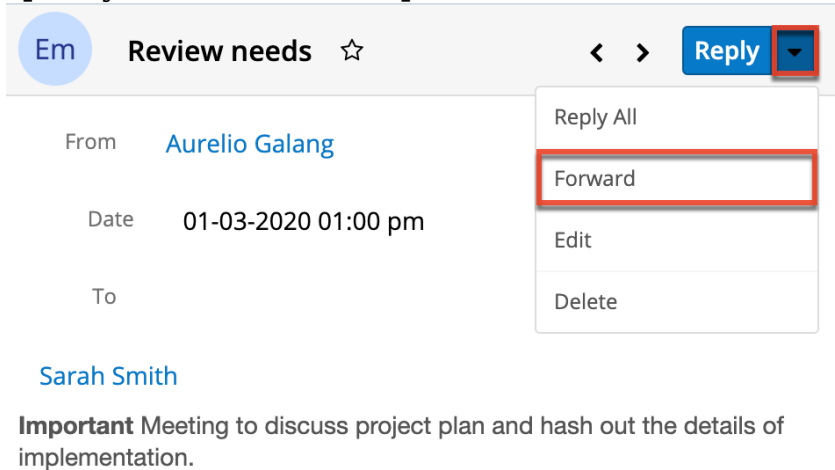 Em Review needs Reply
Reply All
From Aurelio Galang
Forward
Date 01-03-2020 01:00 pm
Edit
To
Delete
Sarah Smith
Important Meeting to discuss project plan and hash out the details of
implementation.